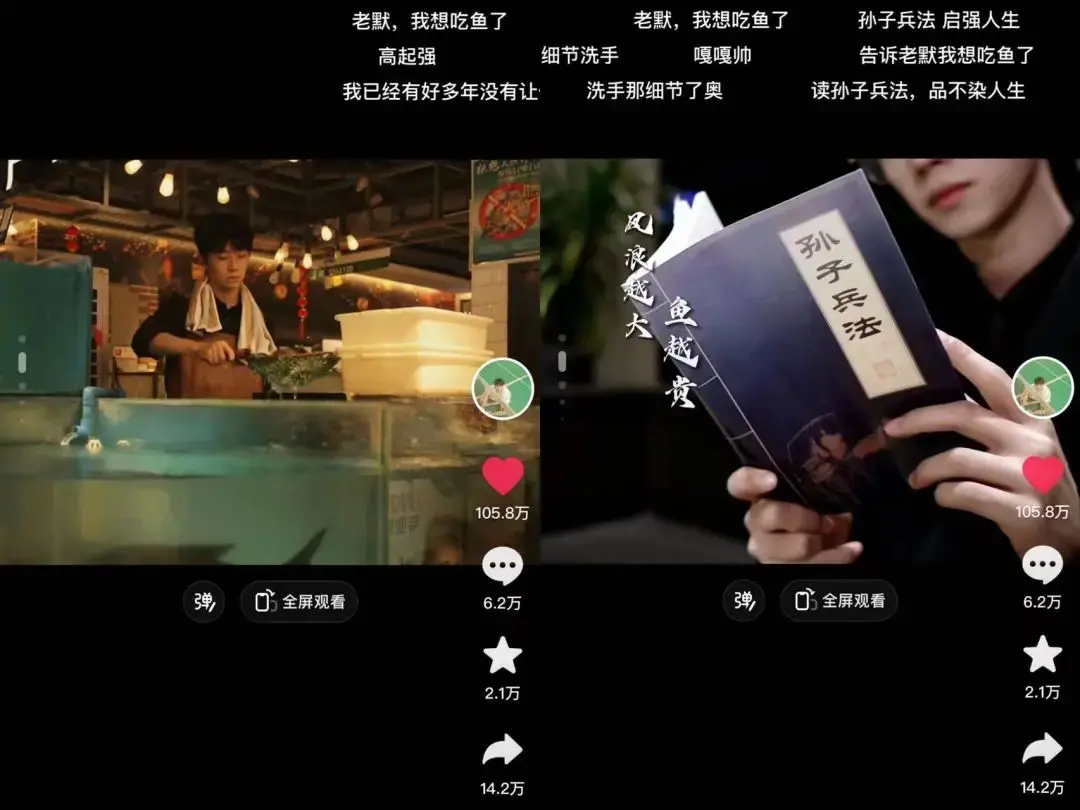 老默，我想吃鱼了
高起强
我已经有好多年没有让
弹
全屏观看
105.8万
6.2万
2.1万
14.2万
老默，我想吃鱼了
孙子兵法 启强人生
细节洗手
嘎嘎帅
告诉老默我想吃鱼了
洗手那细节了奥
读孙子兵法，品不染人生
风浪越大
鱼越贵
孙子兵法
弹
全屏观看
105.8万
6.2万
2.1万
14.2万